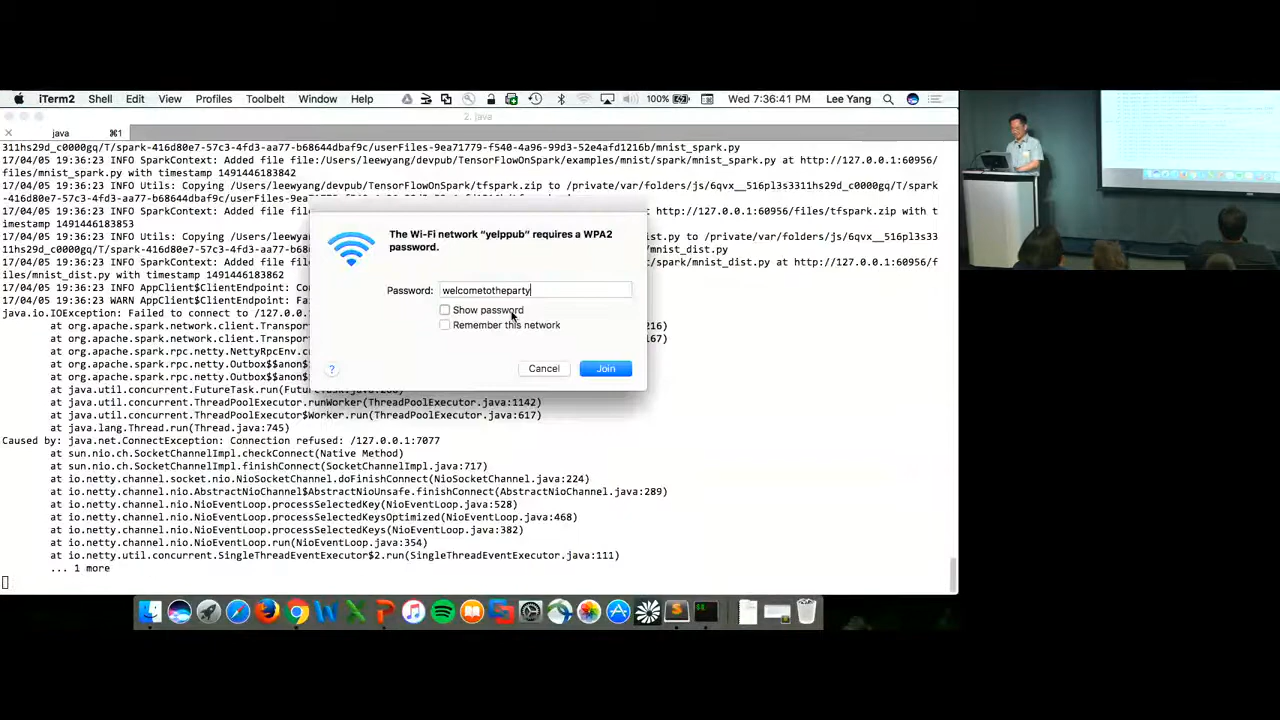 iTerm2 Shell Edit View Profiles Toolbelt Window Help 100% Wed 7:36:41 PM Lee Yang
2. java
java ⌘1
311hs29d_c0000gq/T/spark-416d80e7-57c3-4fd3-aa77-b68644dbaf9c/userFiles-9ea71779-f540-4a96-99d3-52e4afd1216b/mnist_spark.py
17/04/05 19:36:23 INFO SparkContext: Added file file:/Users/leewyang/devpub/TensorFlowOnSpark/examples/mnist/spark/mnist_spark.py at http://127.0.0.1:60956/
files/mnist_spark.py with timestamp 1491446183842
17/04/05 19:36:23 INFO Utils: Copying /Users/leewyang/devpub/TensorFlowOnSpark/tfspark.zip to /private/var/folders/js/6qvx__516pl3s3311hs29d_c0000gq/T/spark
-416d80e7-57c3-4fd3-aa77-b68644dbaf9c/userFiles-9ea
17/04/05 19:36:23 INFO SparkContext: Added file http://127.0.0.1:60956/files/tfspark.zip with t
imestamp 1491446183853
17/04/05 19:36:23 INFO Utils: Copying /Users/leewya to /private/var/folders/js/6qvx__516pl3s33
11hs29d_c0000gq/T/spark-416d80e7-57c3-4fd3-aa77-b68 mnist_dist.py
17/04/05 19:36:23 INFO SparkContext: Added file fil nist/spark/mnist_dist.py at http://127.0.0.1:60956/f
iles/mnist_dist.py with timestamp 1491446183862
17/04/05 19:36:23 INFO AppClient$ClientEndpoint: Con
17/04/05 19:36:23 WARN AppClient$ClientEndpoint: Fai
java.io.IOException: Failed to connect to /127.0.0.
at org.apache.spark.network.client.Transpor 216)
at org.apache.spark.network.client.Transpor 167)
at org.apache.spark.rpc.netty.NettyRpcEnv.c
at org.apache.spark.rpc.netty.Outbox$$anon$
at org.apache.spark.rpc.netty.Outbox$$anon$
at java.util.concurrent.FutureTask.run(Futu
at java.util.concurrent.ThreadPoolExecutor.runWorker(ThreadPoolExecutor.java:1142)
at java.util.concurrent.ThreadPoolExecutor$Worker.run(ThreadPoolExecutor.java:617)
at java.lang.Thread.run(Thread.java:745)
Caused by: java.net.ConnectException: Connection refused: /127.0.0.1:7077
at sun.nio.ch.SocketChannelImpl.checkConnect(Native Method)
at sun.nio.ch.SocketChannelImpl.finishConnect(SocketChannelImpl.java:717)
at io.netty.channel.socket.nio.NioSocketChannel.doFinishConnect(NioSocketChannel.java:224)
at io.netty.channel.nio.AbstractNioChannel$AbstractNioUnsafe.finishConnect(AbstractNioChannel.java:289)
at io.netty.channel.nio.NioEventLoop.processSelectedKey(NioEventLoop.java:528)
at io.netty.channel.nio.NioEventLoop.processSelectedKeysOptimized(NioEventLoop.java:468)
at io.netty.channel.nio.NioEventLoop.processSelectedKeys(NioEventLoop.java:382)
at io.netty.channel.nio.NioEventLoop.run(NioEventLoop.java:354)
at io.netty.util.concurrent.SingleThreadEventExecutor$2.run(SingleThreadEventExecutor.java:111)
... 1 more
The Wi-Fi network “yelppub” requires a WPA2
password.
Password: welcometotheparty
Show password
Remember this network
? Cancel Join